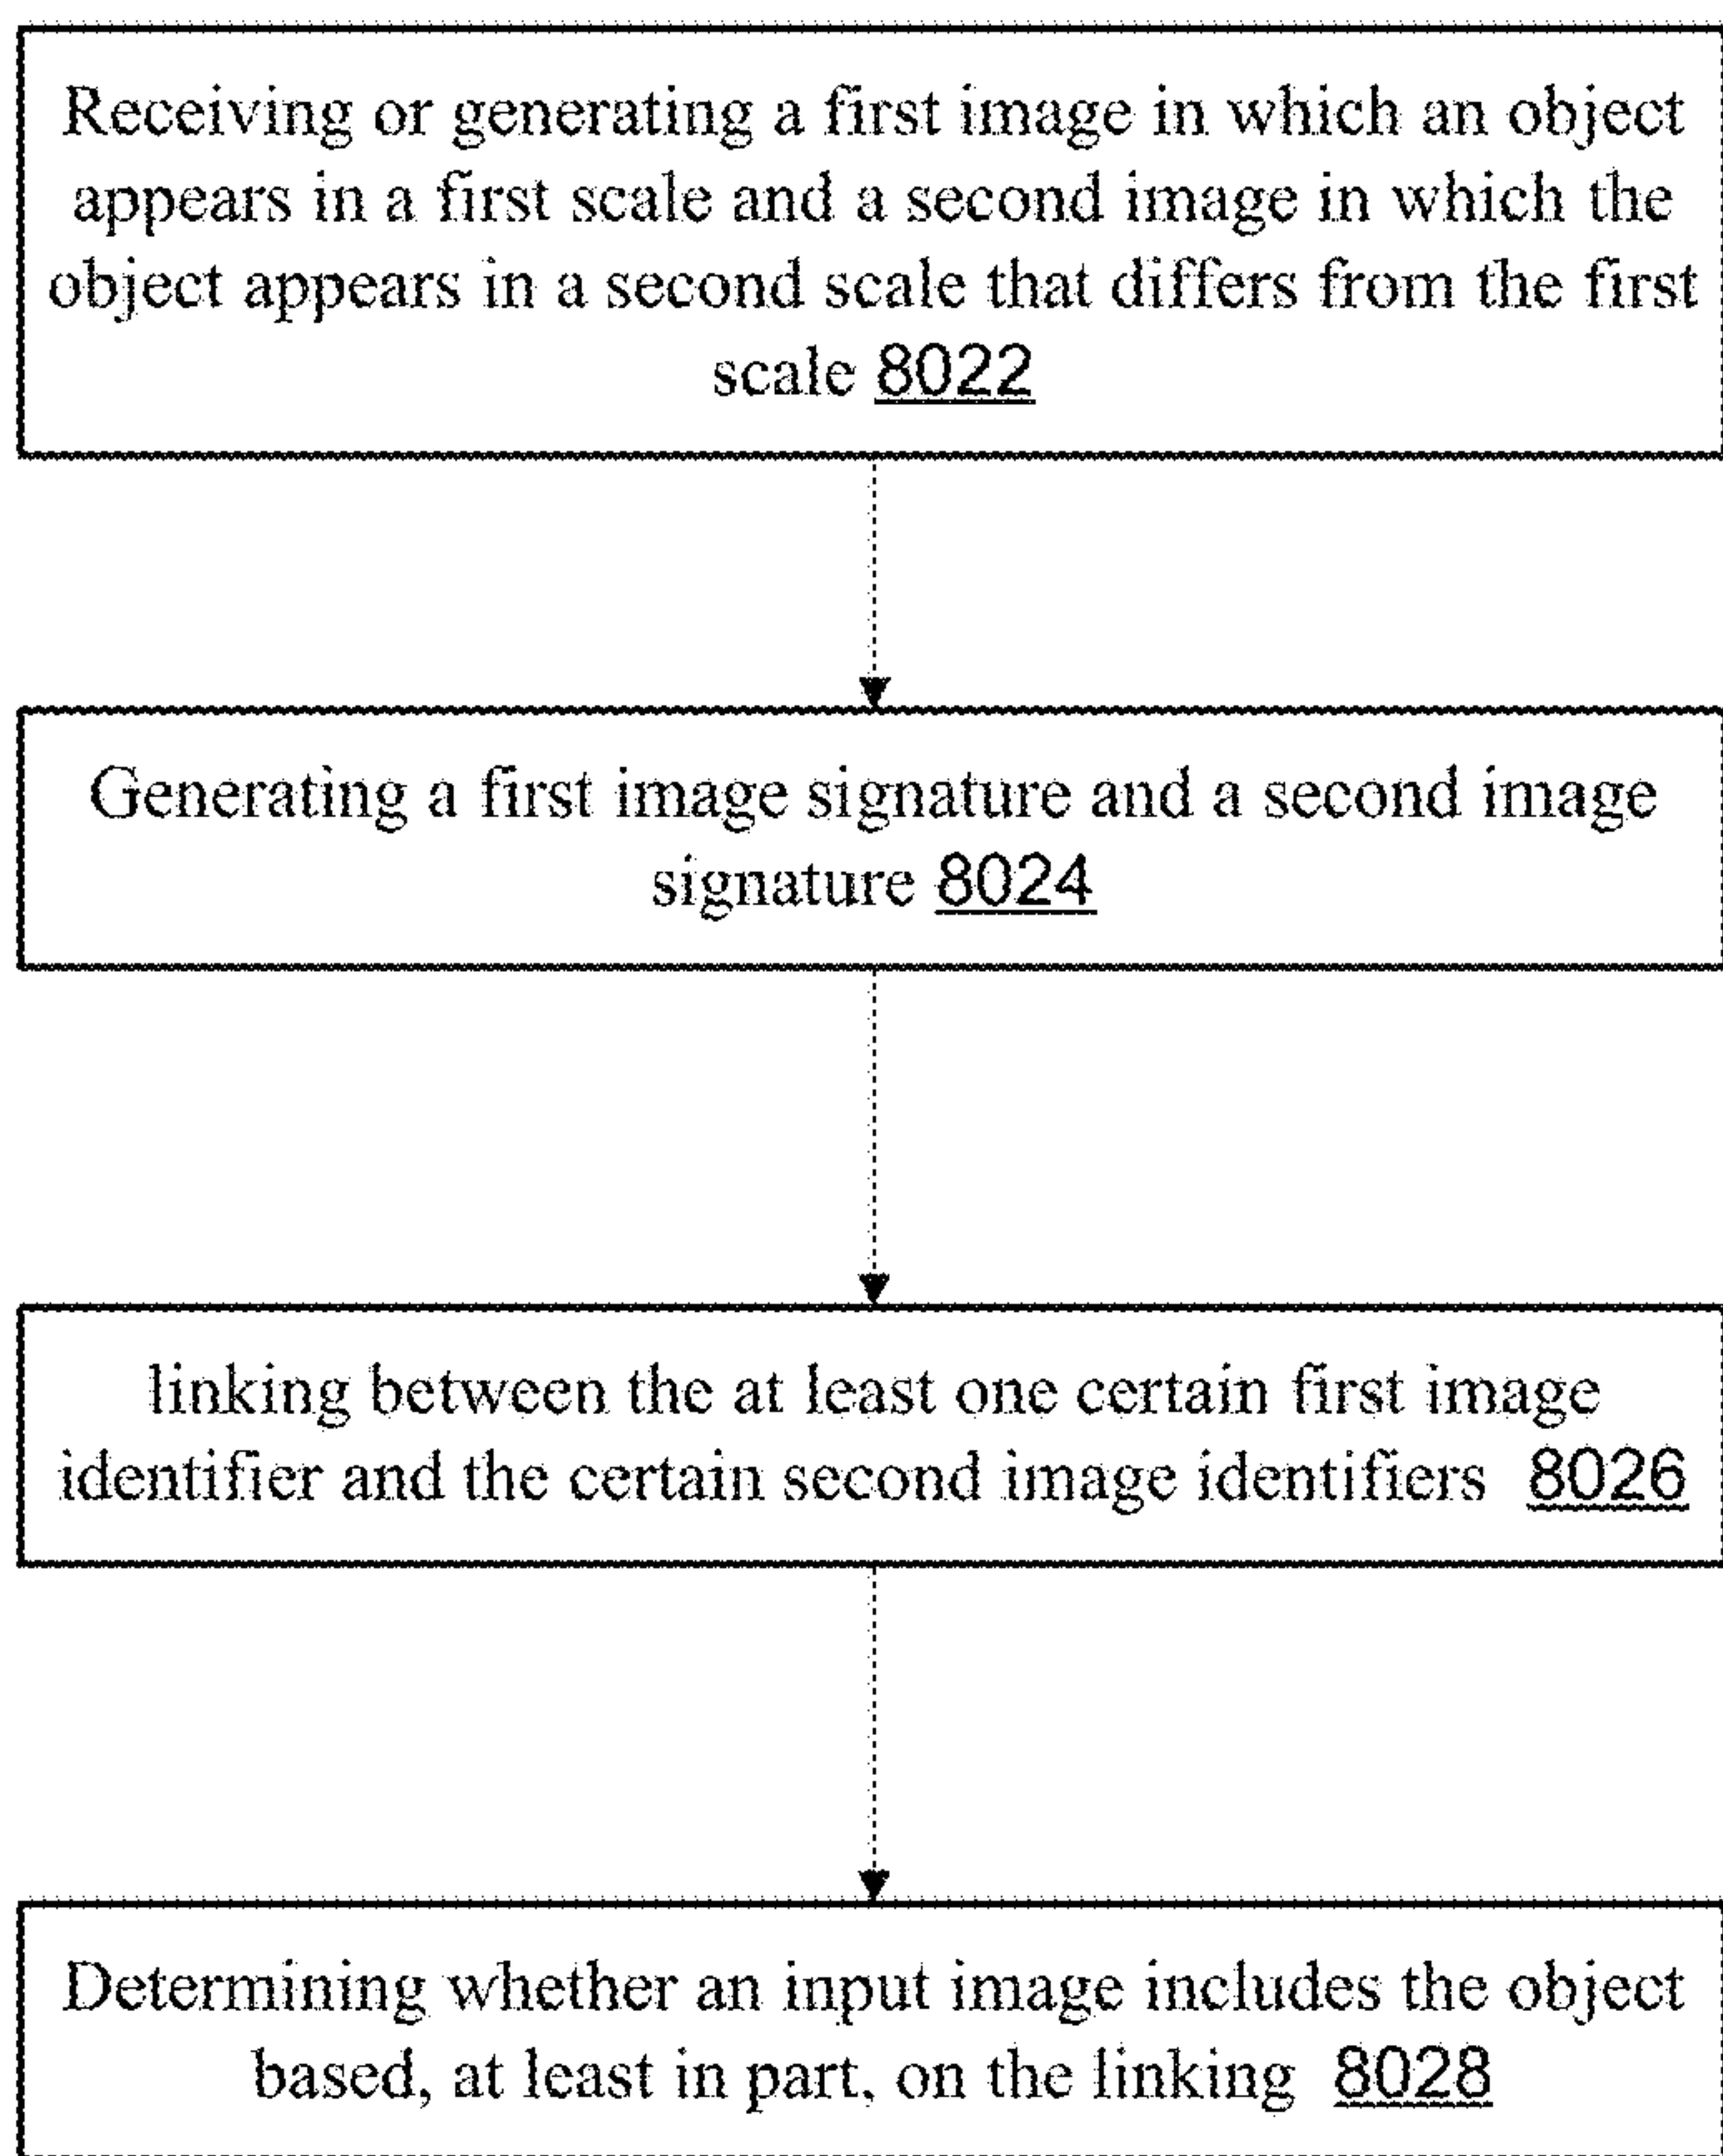 Receiving or generating a first image in which an object
appears in a first scale and a second image in which the
object appears in a second scale that differs from the first
scale 8022
Generating a first image signature and a second image
signature 8024
linking between the at least one certain first image
identifier and the certain second image identifiers 8026
Determining whether an input image includes the object
based, at least in part, on the linking 8028